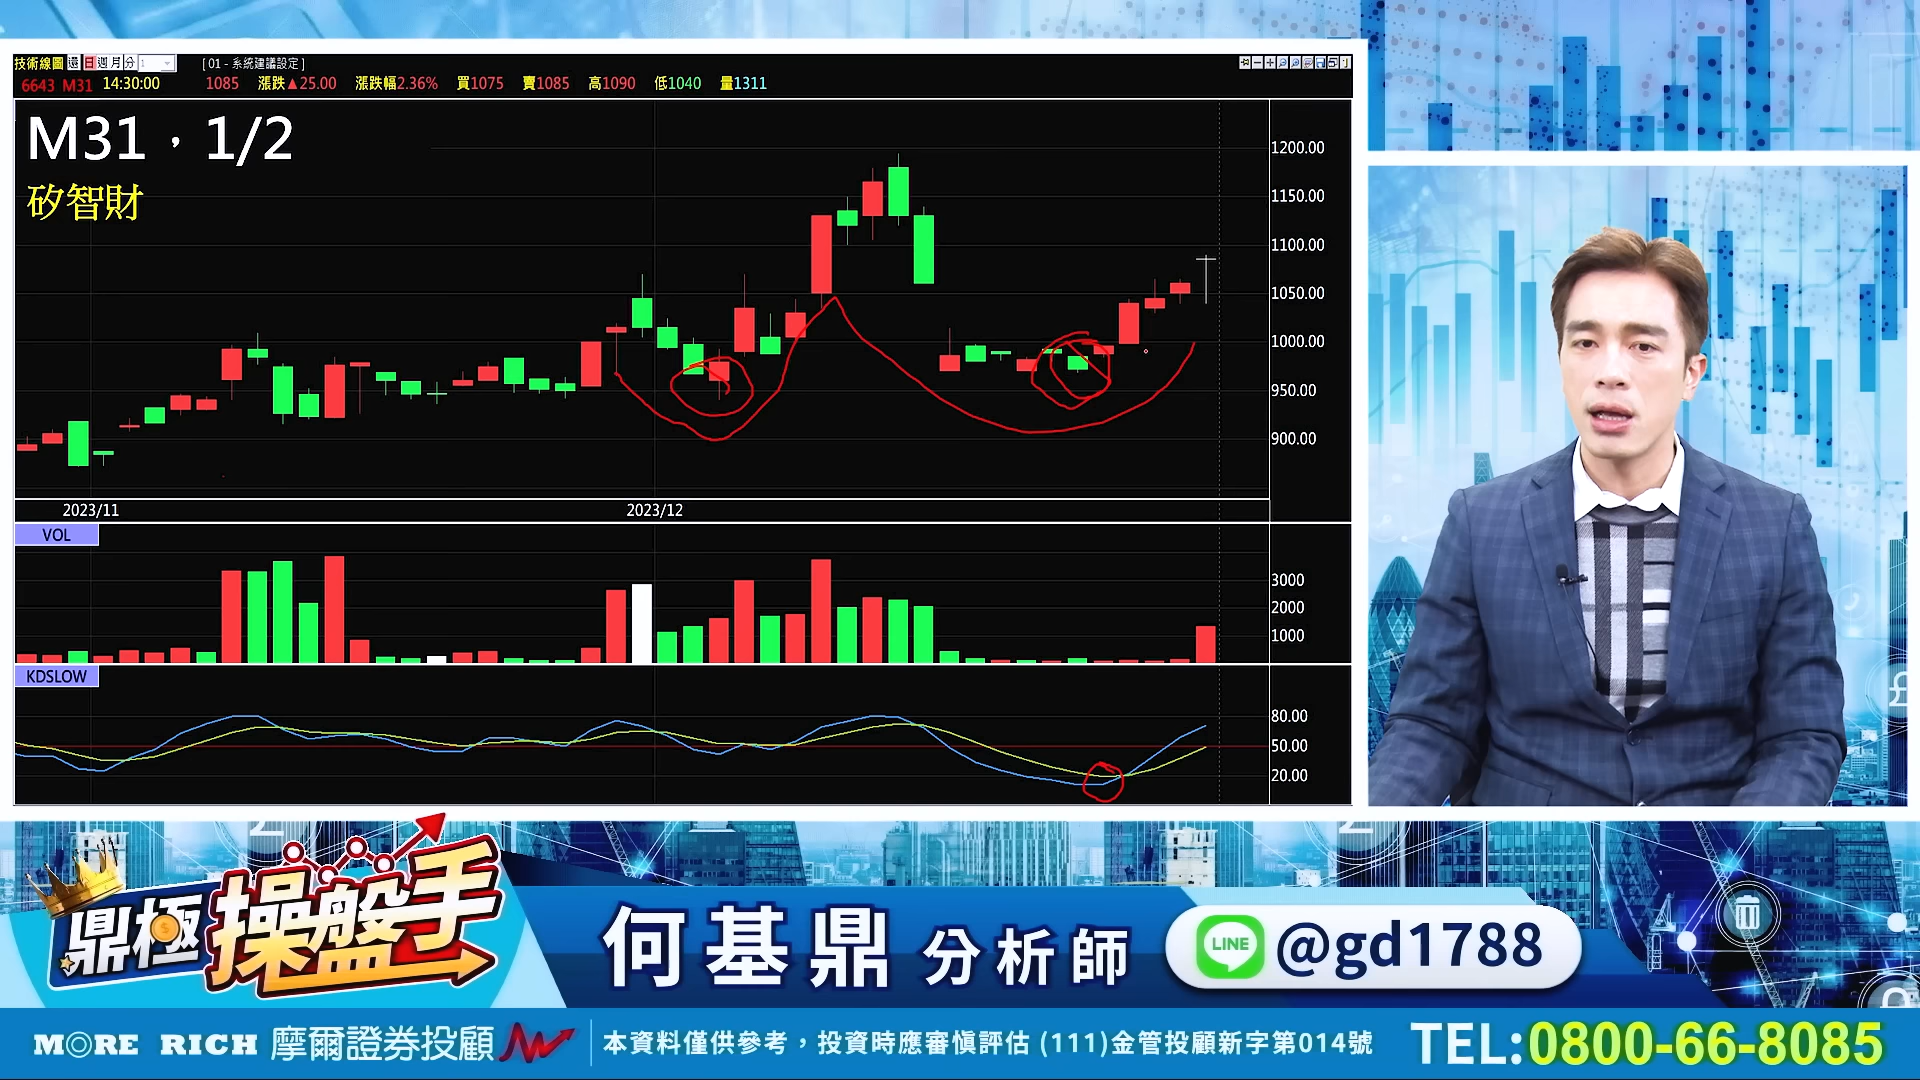 技術線圖 還 日 週 月 分 1 [ 01 - 系統建議設定 ]
6643 M31 14:30:00 1085 漲跌▲25.00 漲跌幅2.36% 買1075 賣1085 高1090 低1040 量1311
M31，1/2
矽智財
1200.00
1150.00
1100.00
1050.00
1000.00
950.00
900.00
2023/11 2023/12
VOL
3000
2000
1000
KDSLOW
80.00
50.00
20.00
鼎極 操盤手
何基鼎 分析師
LINE @gd1788
MORE RICH 摩爾證券投顧
本資料僅供參考，投資時應審慎評估 (111)金管投顧新字第014號
TEL:0800-66-8085